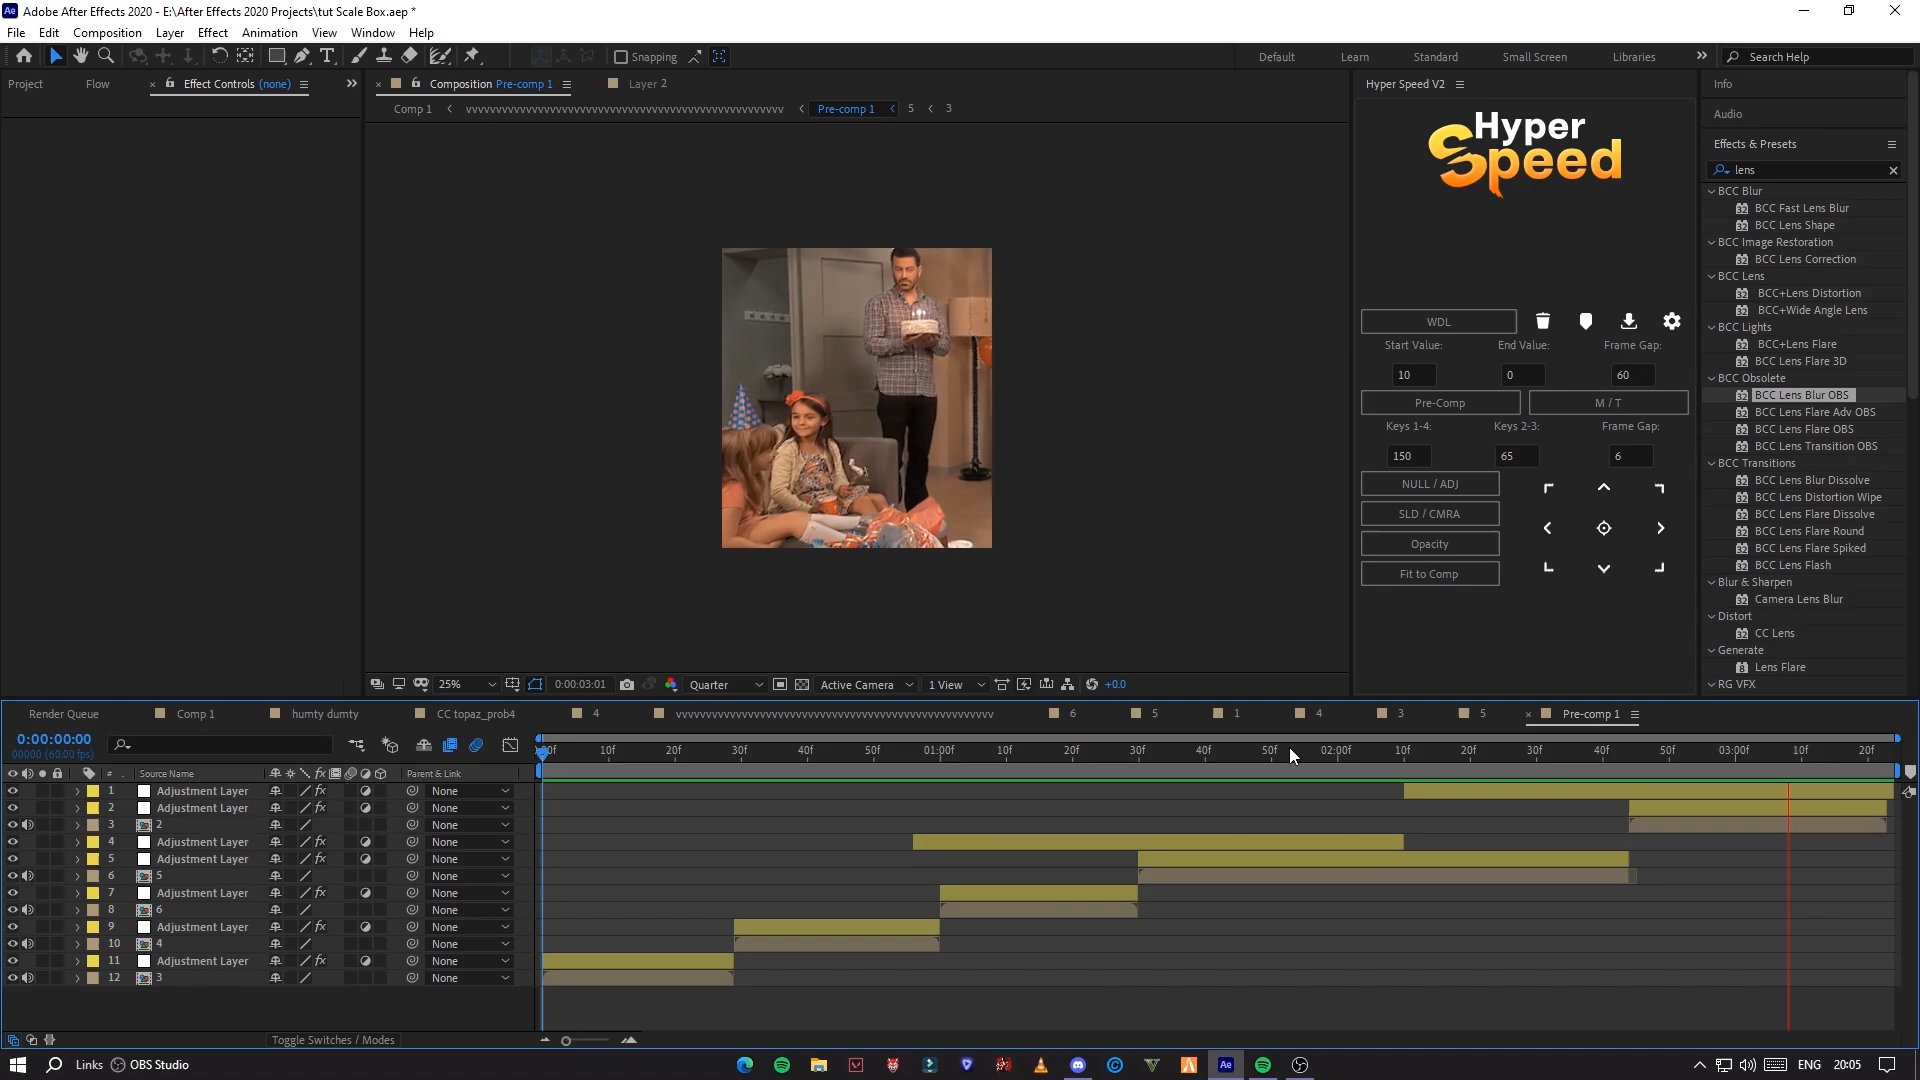 Adobe After Effects 2020 - E:\After Effects 2020 Projects\tut Scale Box.aep *
File Edit Composition Layer Effect Animation View Window Help
Snapping Default Learn Standard Small Screen Libraries Search Help
Project Flow Effect Controls (none)
Composition Pre-comp 1 Layer 2
Comp 1 vvvvvvvvvvvvvvvvvvvvvvvvvvvvvvvvvvvvvvvvvvvvvvvvvvvv Pre-comp 1 5 3
25% 0:00:03:01 Quarter Active Camera 1 View +0.0
Hyper Speed V2
Hyper
Speed
WDL
Start Value: End Value: Frame Gap:
10 0 60
Pre-Comp M / T
Keys 1-4: Keys 2-3: Frame Gap:
150 65 6
NULL / ADJ
SLD / CMRA
Opacity
Fit to Comp
Info
Audio
Effects & Presets
lens
BCC Blur
BCC Fast Lens Blur
BCC Lens Shape
BCC Image Restoration
BCC Lens Correction
BCC Lens
BCC+Lens Distortion
BCC+Wide Angle Lens
BCC Lights
BCC+Lens Flare
BCC Lens Flare 3D
BCC Obsolete
BCC Lens Blur OBS
BCC Lens Flare Adv OBS
BCC Lens Flare OBS
BCC Lens Transition OBS
BCC Transitions
BCC Lens Blur Dissolve
BCC Lens Distortion Wipe
BCC Lens Flare Dissolve
BCC Lens Flare Round
BCC Lens Flare Spiked
BCC Lens Flash
Blur & Sharpen
Camera Lens Blur
Distort
CC Lens
Generate
Lens Flare
RG VFX
Render Queue Comp 1 humty dumty CC topaz_prob4 4 vvvvvvvvvvvvvvvvvvvvvvvvvvvvvvvvvvvvvvvvvvvvvvvvvvvv 6 5 1 4 3 5 Pre-comp 1
0:00:00:00
00000 (60.00 fps)
:00f 10f 20f 30f 40f 50f 01:00f 10f 20f 30f 40f 50f 02:00f 10f 20f 30f 40f 50f 03:00f 10f 20f
# Source Name Parent & Link
1 Adjustment Layer None
2 Adjustment Layer None
3 2 None
4 Adjustment Layer None
5 Adjustment Layer None
6 5 None
7 Adjustment Layer None
8 6 None
9 Adjustment Layer None
10 4 None
11 Adjustment Layer None
12 3 None
Toggle Switches / Modes
Links OBS Studio ENG 20:05